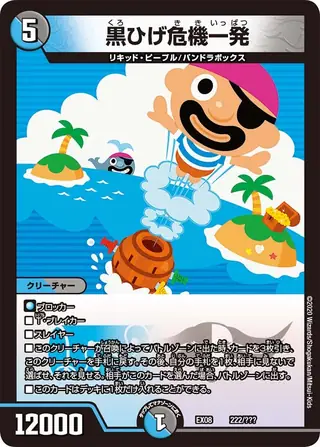 5
黒ひげ危機一発
くろ
きき
いっぱつ
リキッド・ピープル/パンドラボックス
©2020 Wizards/Shogakukan/Mitsui-Kids
クリーチャー
ブロッカー
T・ブレイカー
スレイヤー
このクリーチャーが召喚によってバトルゾーンに出た時、カードを3枚引き、
このクリーチャーを手札に戻す。その後、自分の手札を1枚、相手に見ないで
選ばせ、それを見せる。相手がこのカードを選んだ場合、バトルゾーンに出す。
このカードはデッキに1枚だけ入れることができる。
12000
1
EX08
222/???